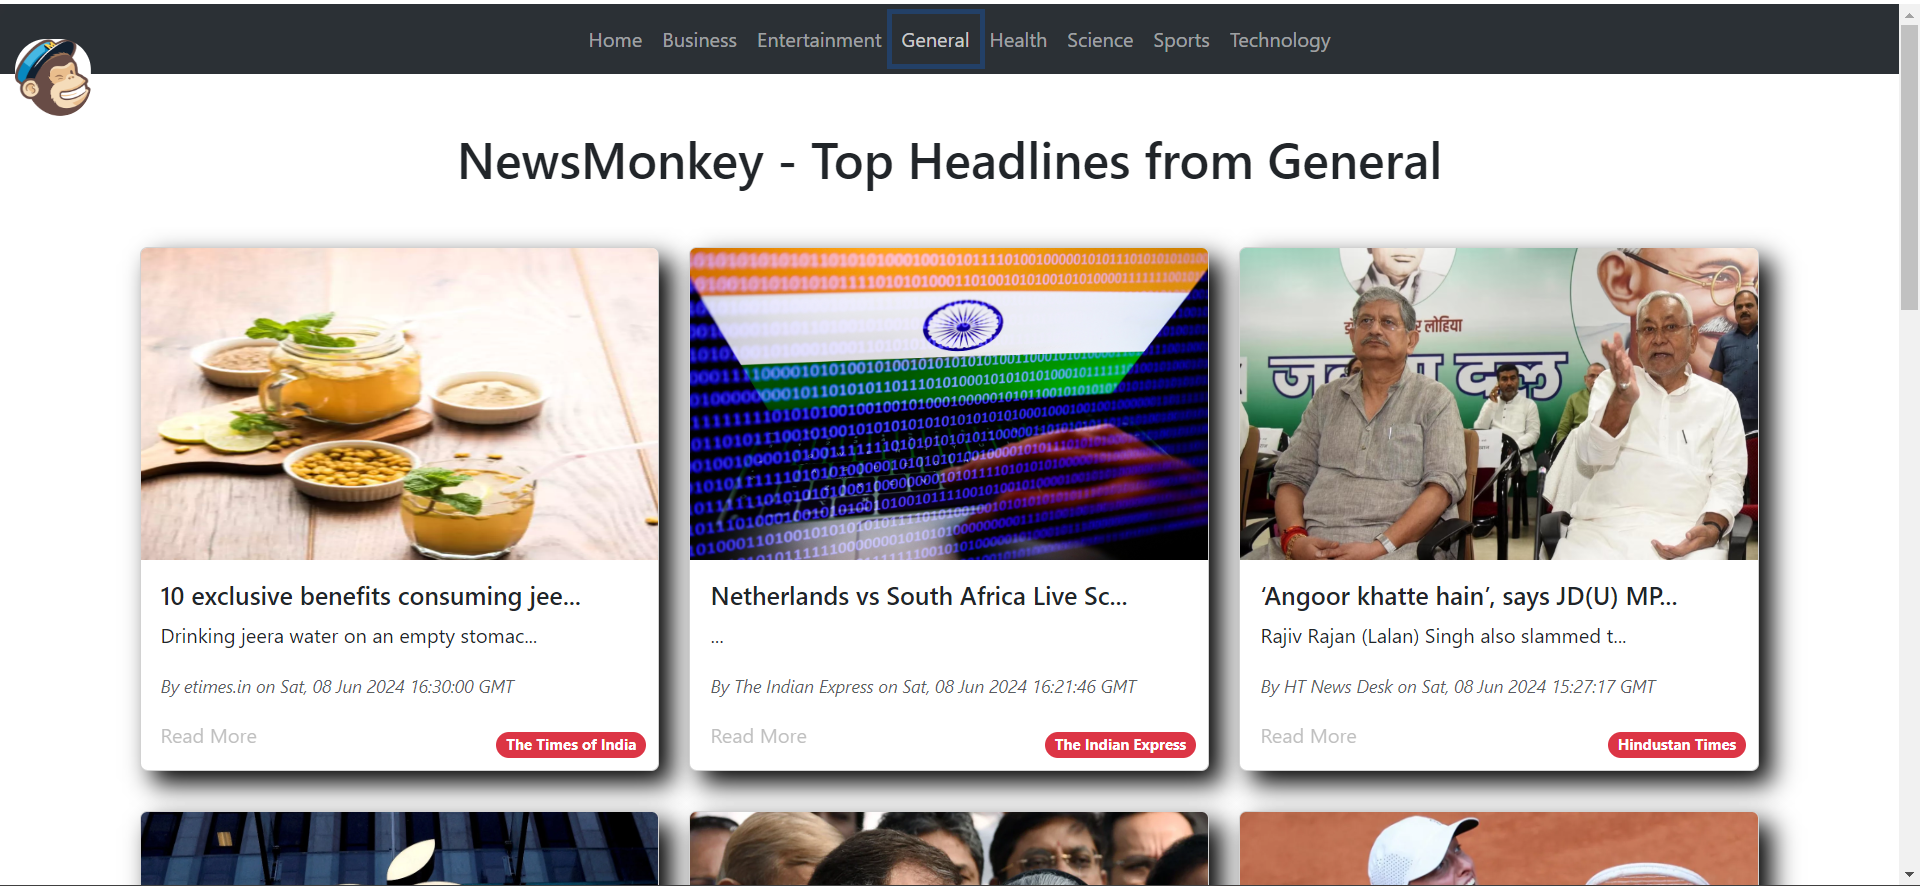 Home Business Entertainment General Health Science Sports Technology
NewsMonkey - Top Headlines from General
10 exclusive benefits consuming jee...
Drinking jeera water on an empty stomac...
By etimes.in on Sat, 08 Jun 2024 16:30:00 GMT
Read More
The Times of India
Netherlands vs South Africa Live Sc...
...
By The Indian Express on Sat, 08 Jun 2024 16:21:46 GMT
Read More
The Indian Express
लोहिया
दल
‘Angoor khatte hain’, says JD(U) MP...
Rajiv Rajan (Lalan) Singh also slammed t...
By HT News Desk on Sat, 08 Jun 2024 15:27:17 GMT
Read More
Hindustan Times